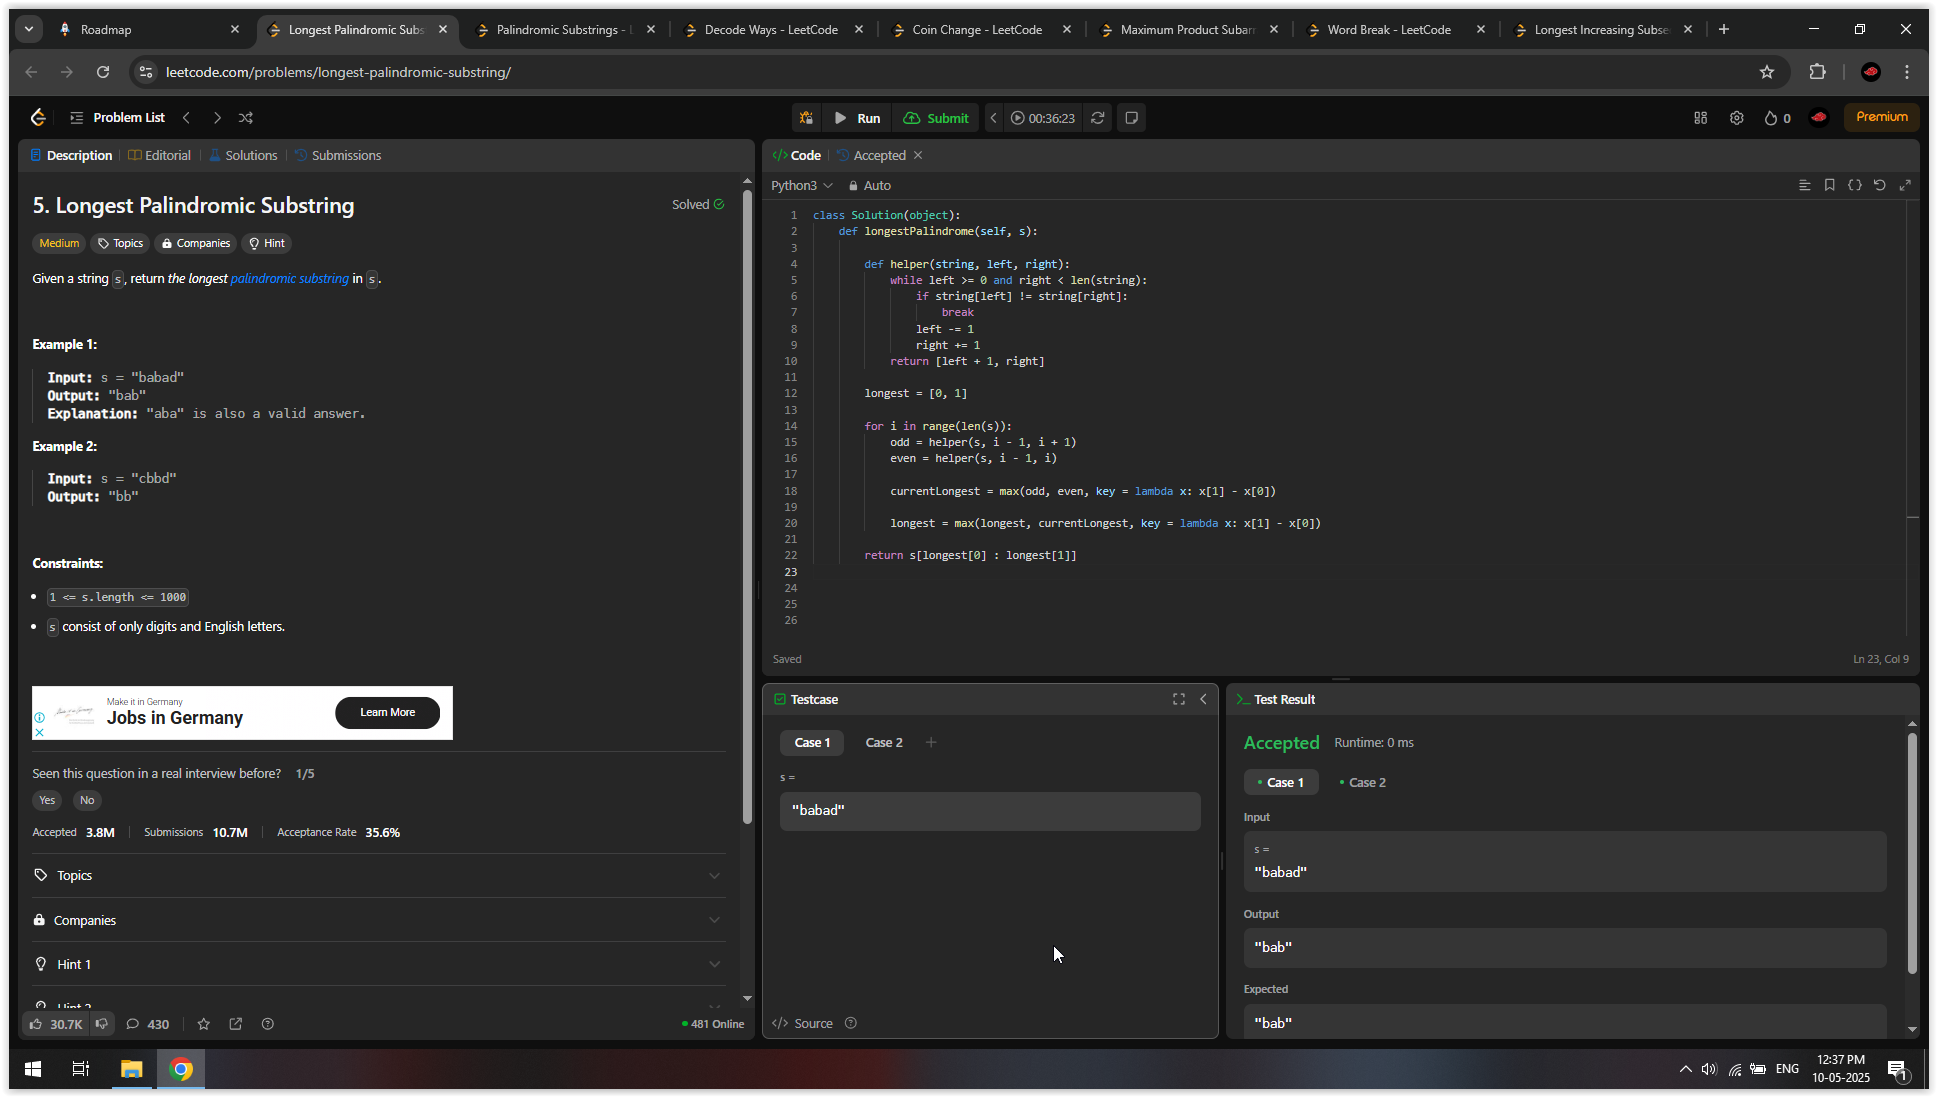 Roadmap
Longest Palindromic Subs
Palindromic Substrings - L
Decode Ways - LeetCode
Coin Change - LeetCode
Maximum Product Subarr
Word Break - LeetCode
Longest Increasing Subse
leetcode.com/problems/longest-palindromic-substring/
Problem List
Run
Submit
00:36:23
0
Premium
Description
Editorial
Solutions
Submissions
5. Longest Palindromic Substring
Solved
Medium
Topics
Companies
Hint
Given a string s, return the longest palindromic substring in s.
Example 1:
Input: s = "babad"
Output: "bab"
Explanation: "aba" is also a valid answer.
Example 2:
Input: s = "cbbd"
Output: "bb"
Constraints:
1 <= s.length <= 1000
s consist of only digits and English letters.
Make it in Germany
Jobs in Germany
Learn More
Seen this question in a real interview before? 1/5
Yes
No
Accepted 3.8M
Submissions 10.7M
Acceptance Rate 35.6%
Topics
Companies
Hint 1
Hint 2
30.7K
430
481 Online
Code
Accepted
Python3
Auto
1 class Solution(object):
2 def longestPalindrome(self, s):
3
4 def helper(string, left, right):
5 while left >= 0 and right < len(string):
6 if string[left] != string[right]:
7 break
8 left -= 1
9 right += 1
10 return [left + 1, right]
11
12 longest = [0, 1]
13
14 for i in range(len(s)):
15 odd = helper(s, i - 1, i + 1)
16 even = helper(s, i - 1, i)
17
18 currentLongest = max(odd, even, key = lambda x: x[1] - x[0])
19
20 longest = max(longest, currentLongest, key = lambda x: x[1] - x[0])
21
22 return s[longest[0] : longest[1]]
23
24
25
26
Saved
Ln 23, Col 9
Testcase
Case 1
Case 2
s =
"babad"
Source
Test Result
Accepted
Runtime: 0 ms
Case 1
Case 2
Input
s =
"babad"
Output
"bab"
Expected
"bab"
ENG
12:37 PM
10-05-2025
1